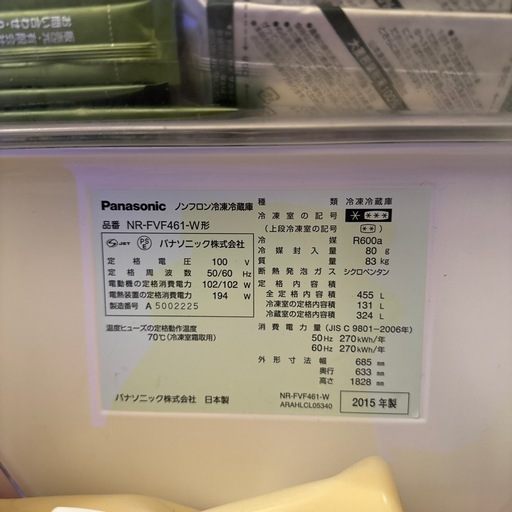 お問い合わせ
Panasonic ノンフロン冷凍冷蔵庫
品番 NR-FVF461-W形
JET PSE パナソニック株式会社
定格電圧 100 V
定格周波数 50/60 Hz
電動機の定格消費電力 102/102 W
電熱装置の定格消費電力 194 W
製造番号 A 5002225
温度ヒューズの定格動作温度
70℃(冷凍室霜取用)
パナソニック株式会社 日本製
種類 冷凍冷蔵庫
冷凍室の記号 * ***
(上段冷凍室の記号) **
冷媒 R600a
冷媒封入量 80 g
質量 83 kg
断熱発泡ガス シクロペンタン
定格内容積
全定格内容積 455 L
冷凍室の定格内容積 131 L
冷蔵室の定格内容積 324 L
消費電力量(JIS C 9801-2006年)
50Hz 270kWh/年
60Hz 270kWh/年
外形寸法 幅 685 mm
奥行 633 mm
高さ 1828 mm
NR-FVF461-W
ARAHLCL05340
2015年製